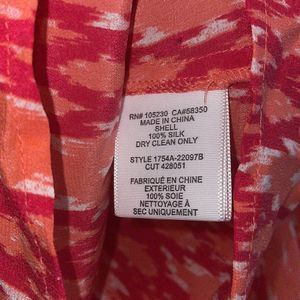 RN# 105230 CA#58350
MADE IN CHINA
SHELL
100% SILK
DRY CLEAN ONLY
STYLE 1754A-22097B
CUT 428051
FABRIQUÉ EN CHINE
EXTERIEUR
100% SOIE
NETTOYAGE À
SEC UNIQUEMENT